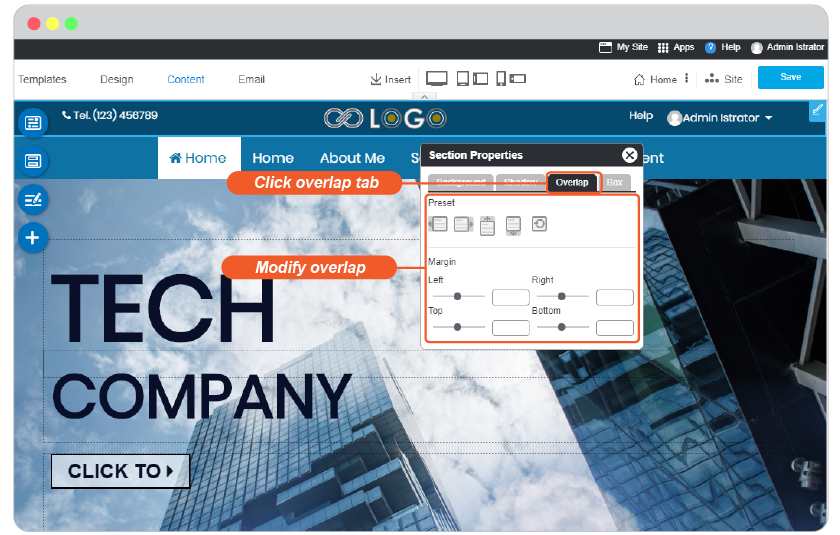 My Site Apps ? Help Admin Istrator
Templates Design Content Email Insert Home Site Save
Tel. (123) 456789 LOGO Help Admin Istrator
Home Home About Me S ent
Section Properties
Click overlap tab
Background Shadow Overlap Box
Preset
Modify overlap
Margin
Left Right
Top Bottom
TECH
COMPANY
CLICK TO